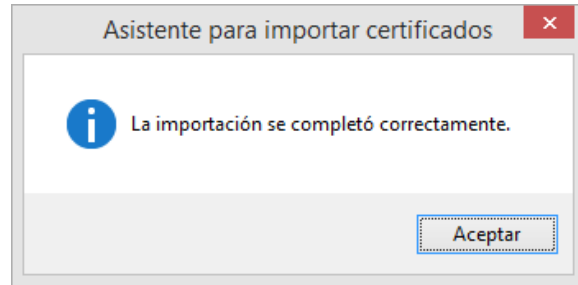 Asistente para importar certificados
La importación se completó correctamente.
Aceptar